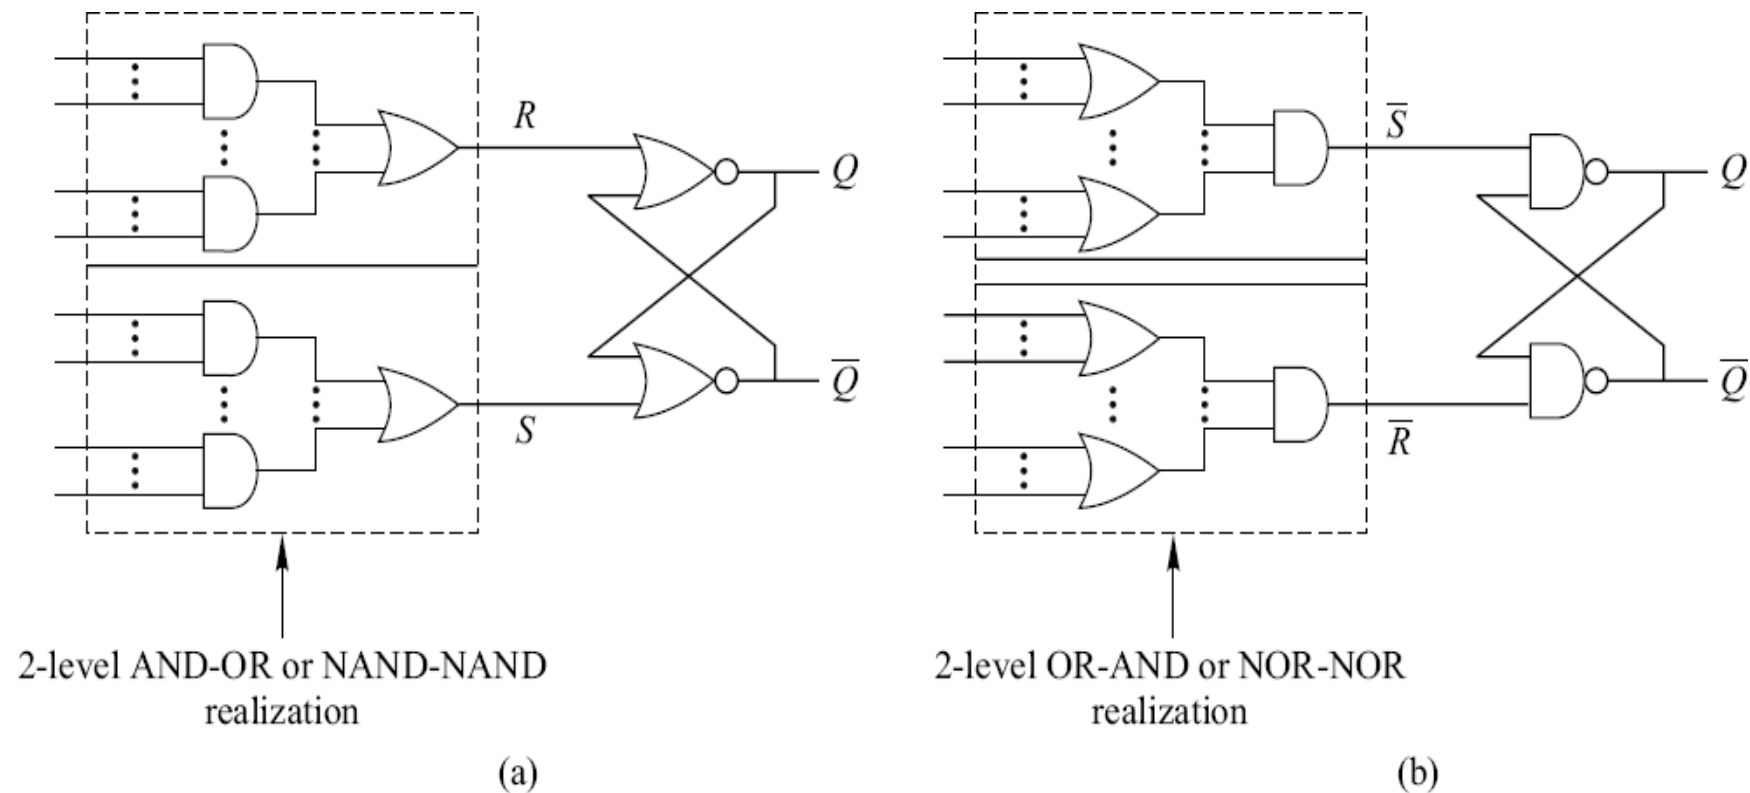 R
Q
S
Q̅
2-level AND-OR or NAND-NAND
realization
(a)
S̅
Q
R̅
Q̅
2-level OR-AND or NOR-NOR
realization
(b)